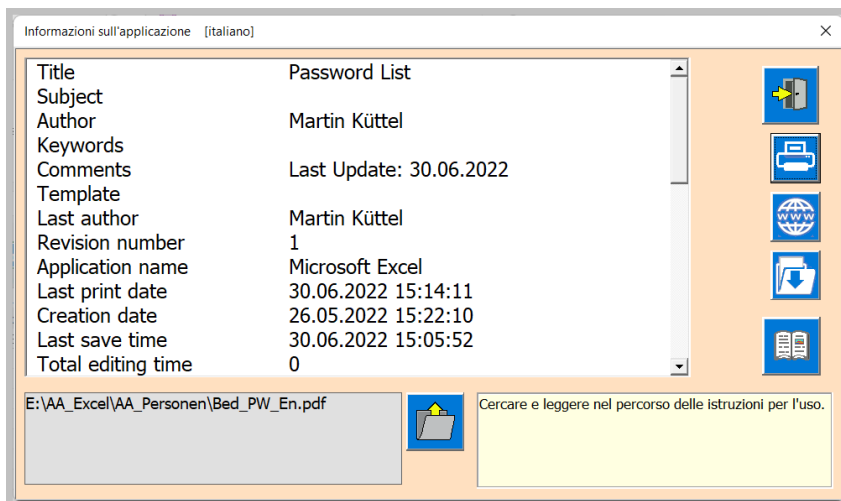 Informazioni sull'applicazione [italiano]
Title Password List
Subject
Author Martin Küttel
Keywords
Comments Last Update: 30.06.2022
Template
Last author Martin Küttel
Revision number 1
Application name Microsoft Excel
Last print date 30.06.2022 15:14:11
Creation date 26.05.2022 15:22:10
Last save time 30.06.2022 15:05:52
Total editing time 0
E:\AA_Excel\AA_Personen\Bed_PW_En.pdf
Cercare e leggere nel percorso delle istruzioni per l'uso.
WWW